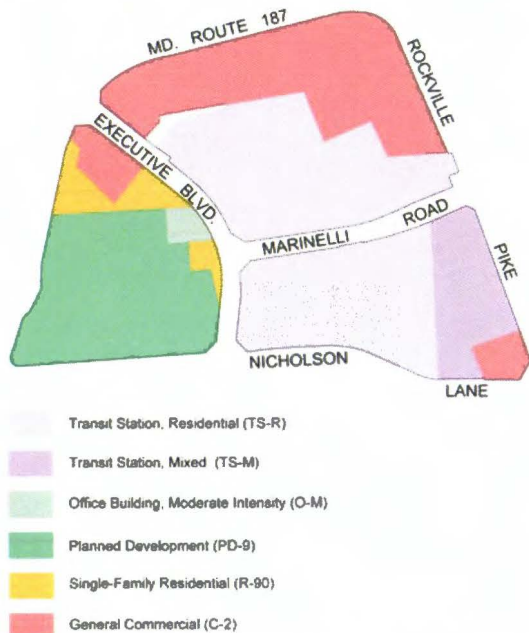 MD. ROUTE 187
ROCKVILLE
EXECUTIVE BLVD.
MARINELLI ROAD
PIKE
NICHOLSON LANE
Transit Station, Residential (TS-R)
Transit Station, Mixed (TS-M)
Office Building, Moderate Intensity (O-M)
Planned Development (PD-9)
Single-Family Residential (R-90)
General Commercial (C-2)